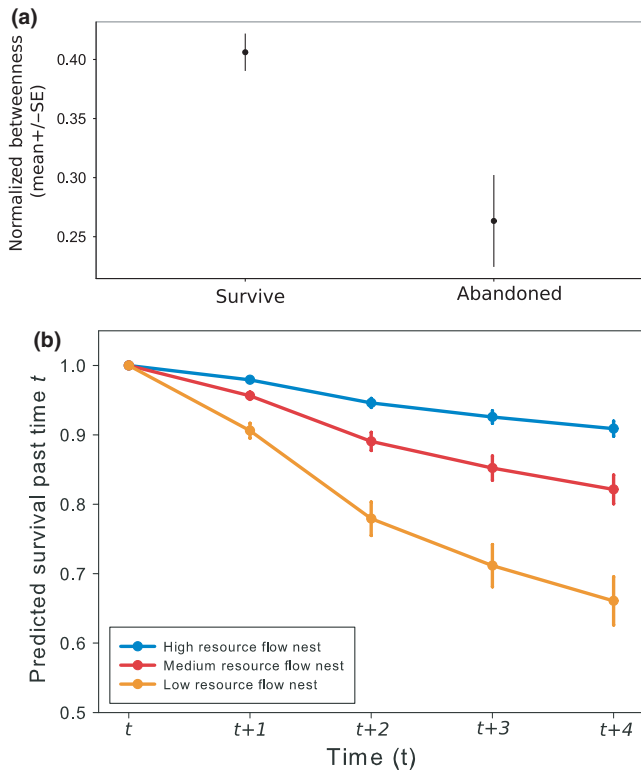 (a)
Normalized betweenness
(mean+/−SE)
0.40
0.35
0.30
0.25
Survive Abandoned
(b)
Predicted survival past time t
1.0
0.9
0.8
0.7
0.6
0.5
High resource flow nest
Medium resource flow nest
Low resource flow nest
t t+1 t+2 t+3 t+4
Time (t)